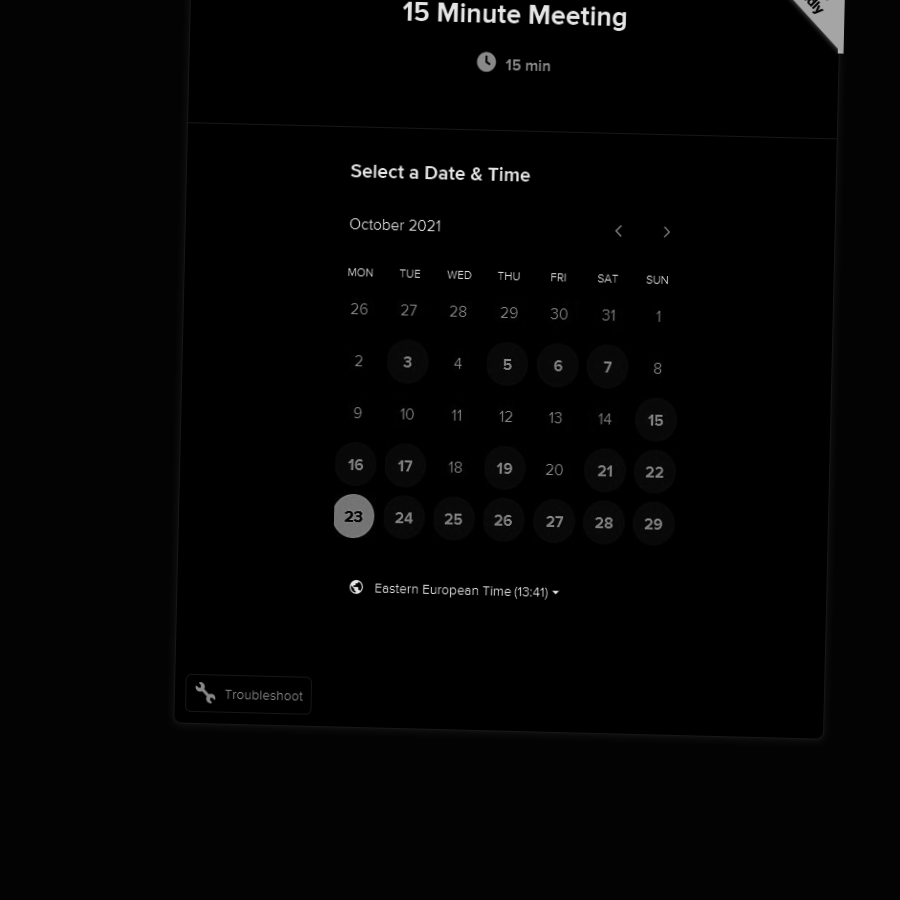 15 Minute Meeting
15 min
Select a Date & Time
October 2021
MON TUE WED THU FRI SAT SUN
26 27 28 29 30 31 1
2 3 4 5 6 7 8
9 10 11 12 13 14 15
16 17 18 19 20 21 22
23 24 25 26 27 28 29
Eastern European Time (13:41)
Troubleshoot